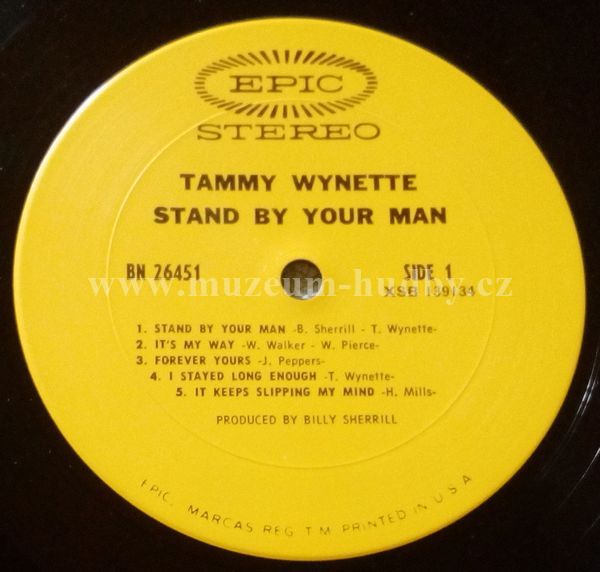 EPIC
STEREO
TAMMY WYNETTE
STAND BY YOUR MAN
BN 26451 SIDE 1
www.muzeum-hudby.cz
XSB 139134
1. STAND BY YOUR MAN -B. Sherrill - T. Wynette-
2. IT'S MY WAY -W. Walker - W. Pierce-
3. FOREVER YOURS -J. Peppers-
4. I STAYED LONG ENOUGH -T. Wynette-
5. IT KEEPS SLIPPING MY MIND -H. Mills-
PRODUCED BY BILLY SHERRILL
EPIC, MARCAS REG. T.M. PRINTED IN U.S.A.